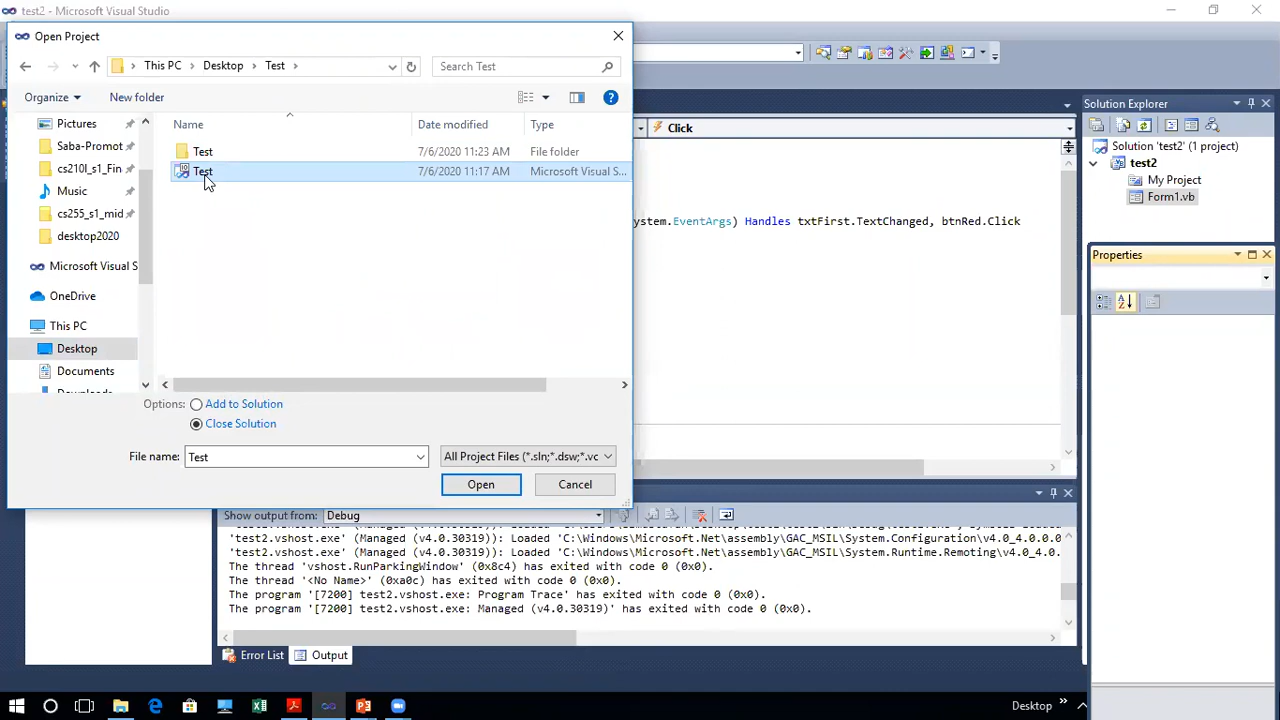 test2 - Microsoft Visual Studio
Open Project
This PC
Desktop
Test
Search Test
Organize
New folder
Name
Date modified
Type
Pictures
Saba-Promot
cs210l_s1_Fin
Music
cs255_s1_mid
desktop2020
Microsoft Visual S
OneDrive
This PC
Desktop
Documents
Test 7/6/2020 11:23 AM File folder
Test 7/6/2020 11:17 AM Microsoft Visual S...
Options: Add to Solution
Close Solution
File name: Test
All Project Files (*.sln;*.dsw;*.vc
Open
Cancel
Click
ystem.EventArgs) Handles txtFirst.TextChanged, btnRed.Click
Solution Explorer
Solution 'test2' (1 project)
test2
My Project
Form1.vb
Properties
Show output from: Debug
'test2.vshost.exe' (Managed (v4.0.30319)): Loaded 'C:\Windows\Microsoft.Net\assembly\GAC_MSIL\System.Configuration\v4.0_4.0.0.0
'test2.vshost.exe' (Managed (v4.0.30319)): Loaded 'C:\Windows\Microsoft.Net\assembly\GAC_MSIL\System.Runtime.Remoting\v4.0_4.0.
The thread 'vshost.RunParkingWindow' (0x8c4) has exited with code 0 (0x0).
The thread '<No Name>' (0xa0c) has exited with code 0 (0x0).
The program '[7200] test2.vshost.exe: Program Trace' has exited with code 0 (0x0).
The program '[7200] test2.vshost.exe: Managed (v4.0.30319)' has exited with code 0 (0x0).
Error List
Output
Desktop